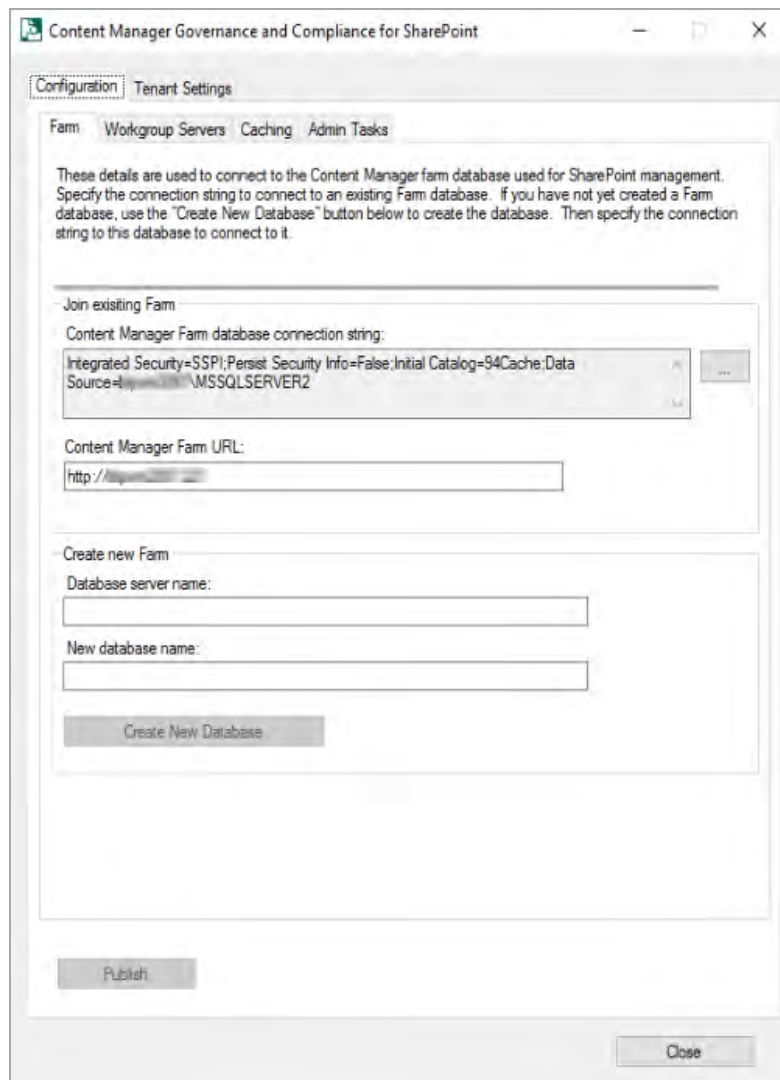 Content Manager Governance and Compliance for SharePoint
Configuration Tenant Settings
Farm Workgroup Servers Caching Admin Tasks
These details are used to connect to the Content Manager farm database used for SharePoint management.
Specify the connection string to connect to an existing Farm database. If you have not yet created a Farm
database, use the "Create New Database" button below to create the database. Then specify the connection
string to this database to connect to it.
Join exisiting Farm
Content Manager Farm database connection string:
Integrated Security=SSPI;Persist Security Info=False;Initial Catalog=94Cache;Data
Source=\MSSQLSERVER2
...
Content Manager Farm URL:
http://
Create new Farm
Database server name:
New database name:
Create New Database
Publish
Close